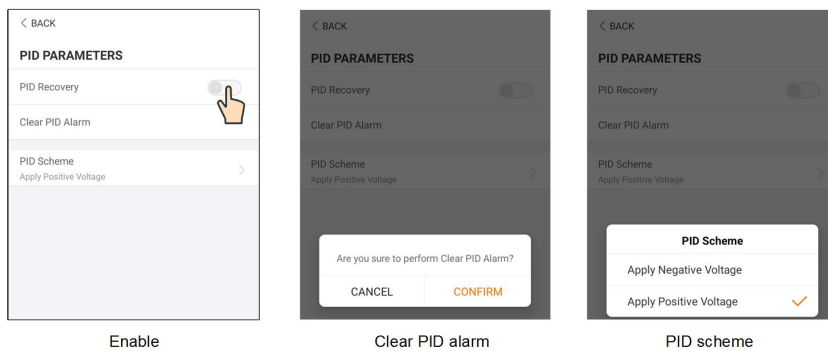 < BACK
PID PARAMETERS
PID Recovery
Clear PID Alarm
PID Scheme
Apply Positive Voltage
Enable
< BACK
PID PARAMETERS
PID Recovery
Clear PID Alarm
PID Scheme
Apply Positive Voltage
Are you sure to perform Clear PID Alarm?
CANCEL CONFIRM
Clear PID alarm
< BACK
PID PARAMETERS
PID Recovery
Clear PID Alarm
PID Scheme
Apply Positive Voltage
PID Scheme
Apply Negative Voltage
Apply Positive Voltage
PID scheme